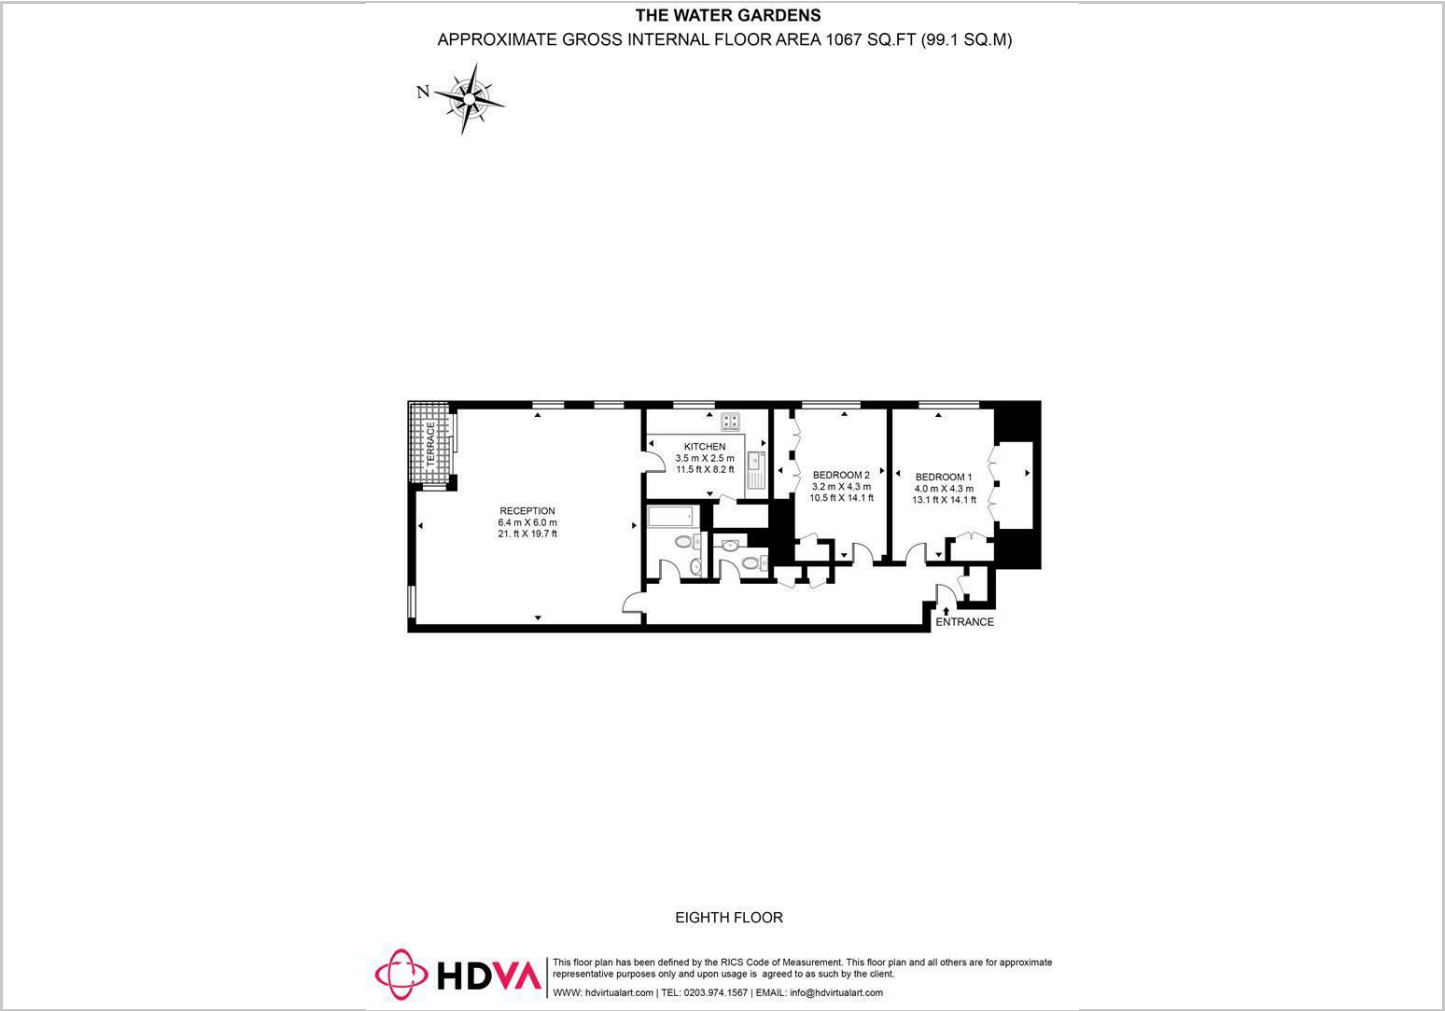 THE WATER GARDENS
APPROXIMATE GROSS INTERNAL FLOOR AREA 1067 SQ.FT (99.1 SQ.M)
N
TERRACE
RECEPTION
6.4 m X 6.0 m
21. ft X 19.7 ft
KITCHEN
3.5 m X 2.5 m
11.5 ft X 8.2 ft
BEDROOM 2
3.2 m X 4.3 m
10.5 ft X 14.1 ft
BEDROOM 1
4.0 m X 4.3 m
13.1 ft X 14.1 ft
ENTRANCE
EIGHTH FLOOR
HDVA
This floor plan has been defined by the RICS Code of Measurement. This floor plan and all others are for approximate
representative purposes only and upon usage is agreed to as such by the client.
WWW: hdvirtualart.com | TEL: 0203.974.1567 | EMAIL: info@hdvirtualart.com